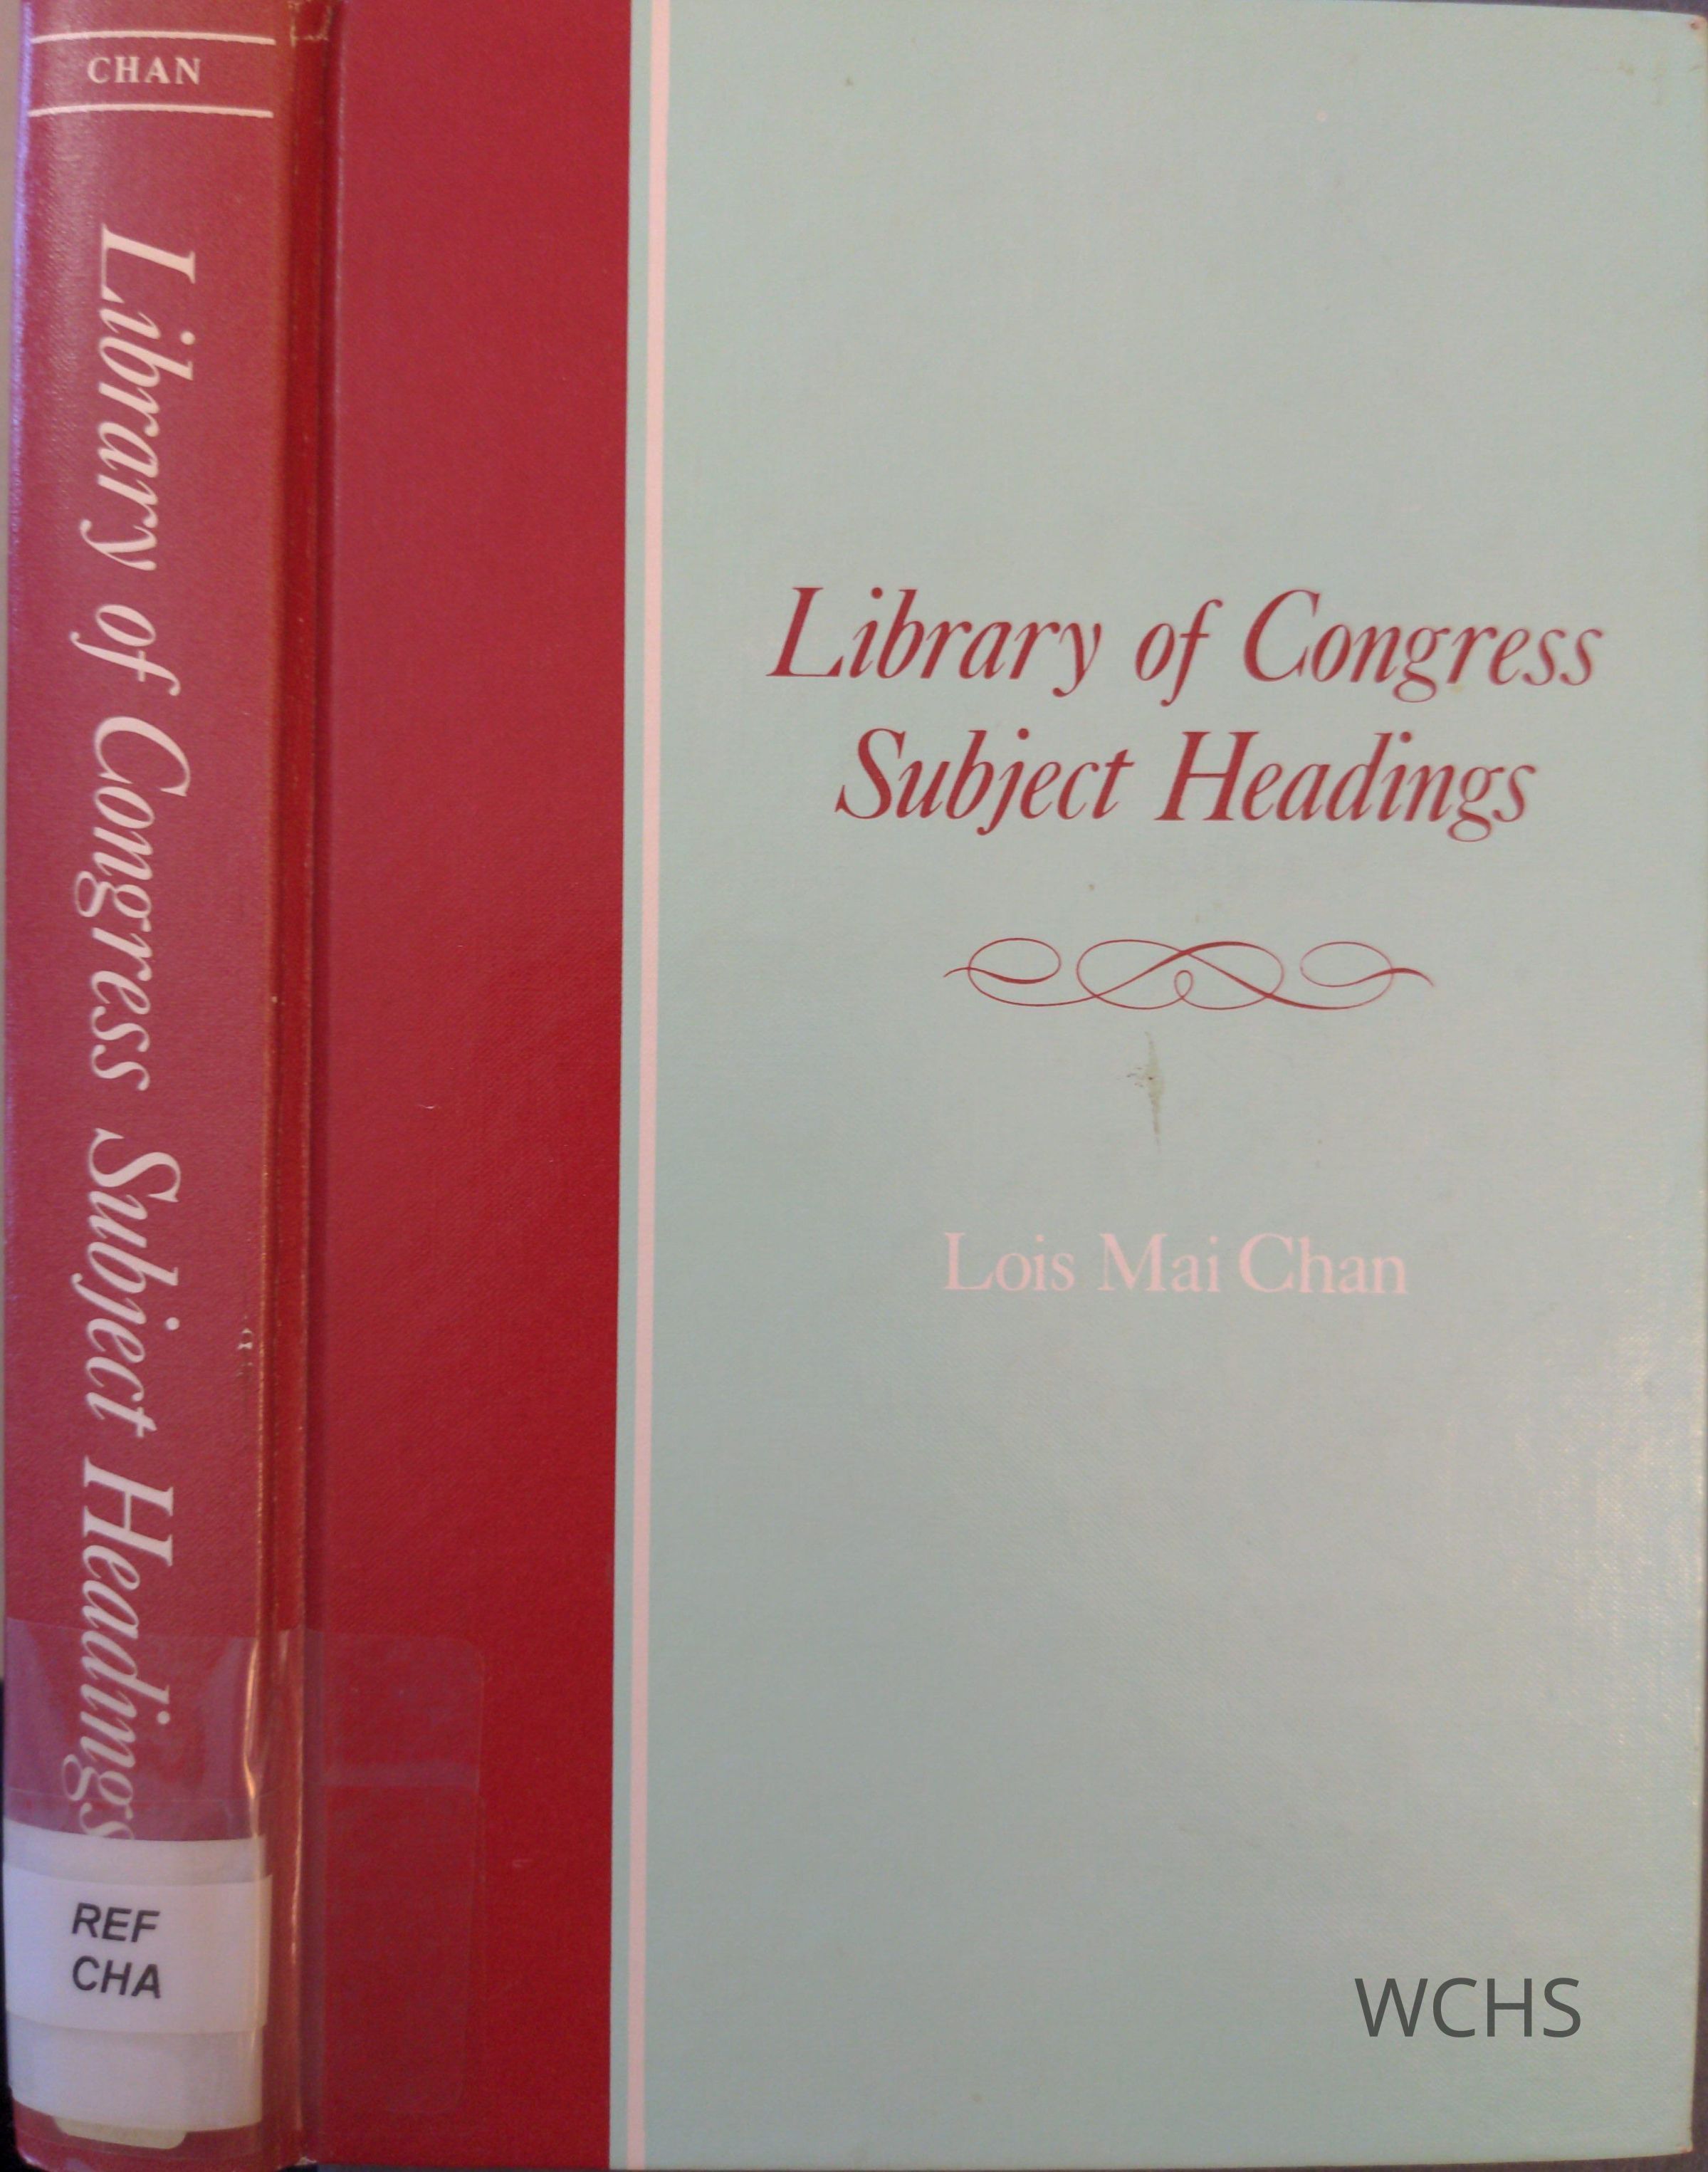 CHAN
Library of Congress Subject Headings
REF
CHA
Library of Congress
Subject Headings
Lois Mai Chan
WCHS